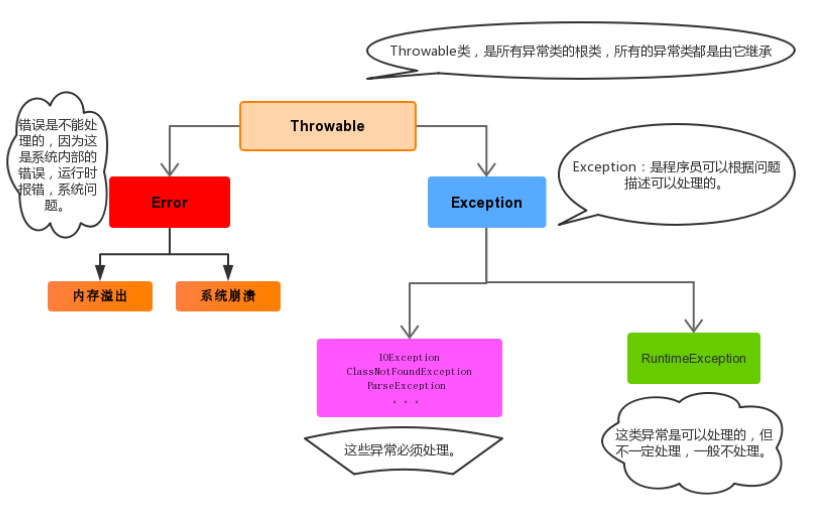 Throwable类，是所有异常类的根类，所有的异常类都是由它继承
错误是不能处
理的，因为这
是系统内部的
错误，运行时
报错，系统问
题。
Throwable
Exception：是程序员可以根据问题
描述可以处理的。
Error
Exception
内存溢出
系统崩溃
IOException
ClassNotFoundException
ParseException
。。。
RuntimeException
这些异常必须处理。
这类异常是可以处理的，但
不一定处理，一般不处理。